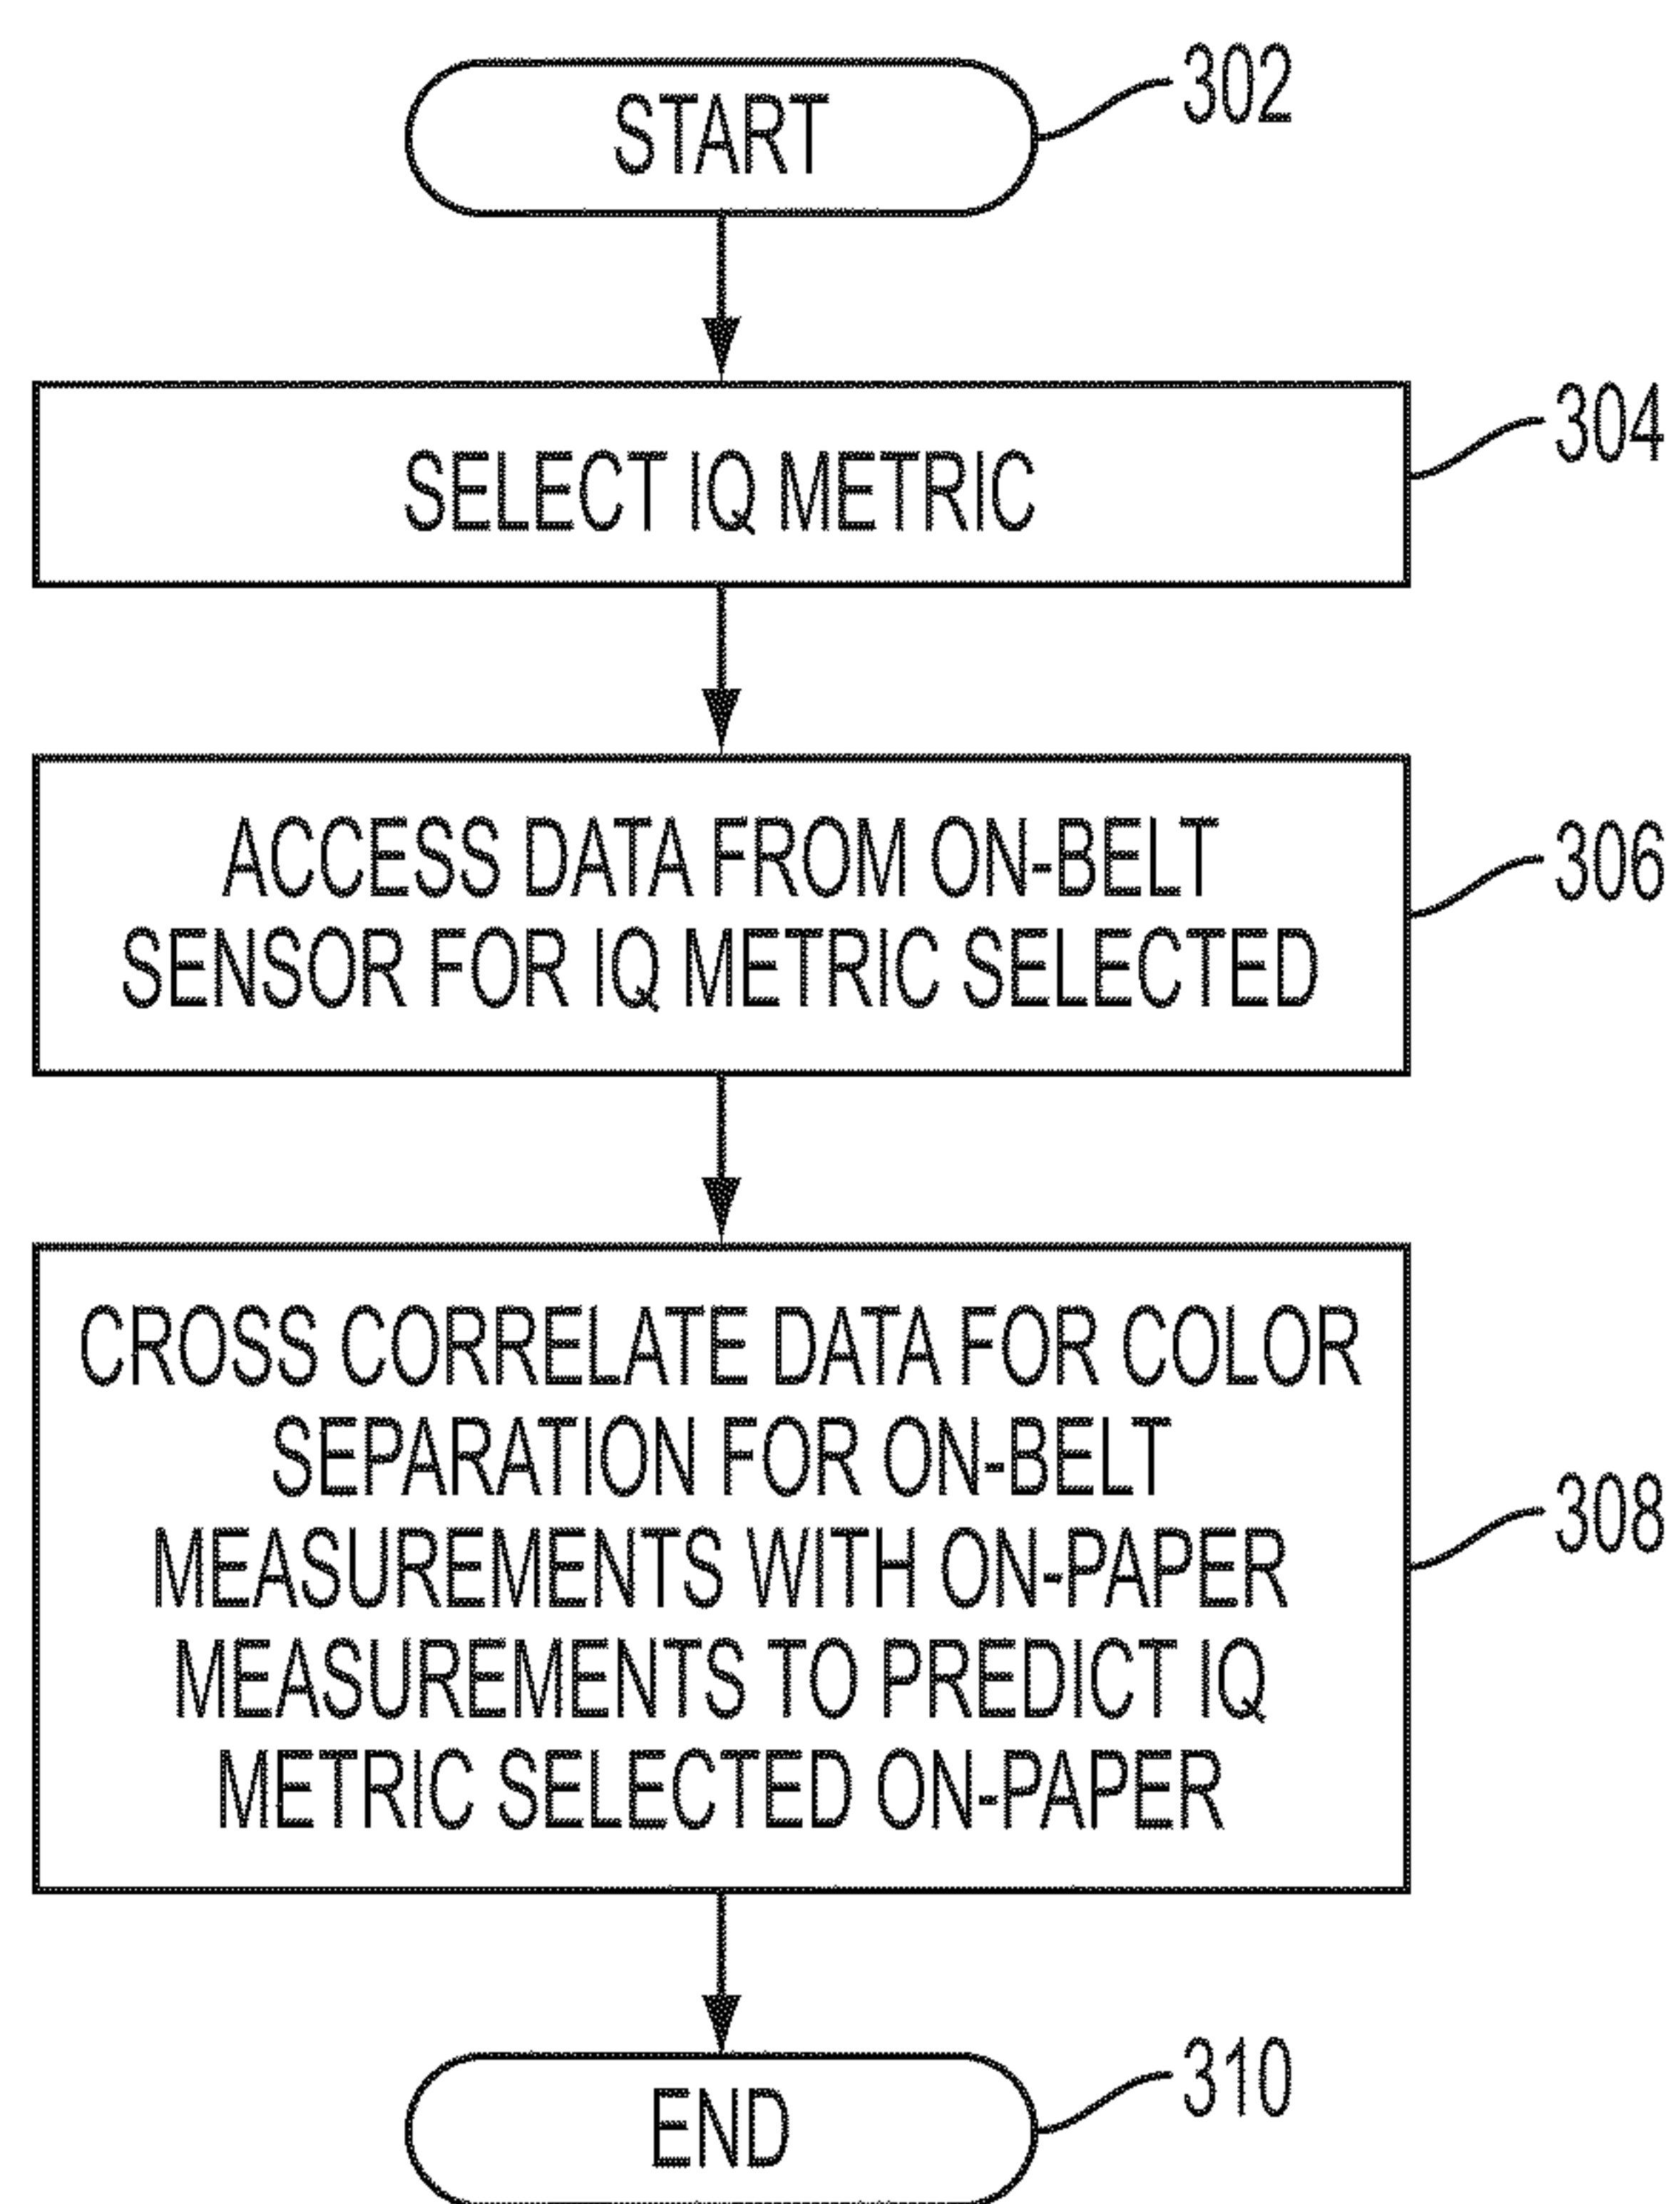 START
302
SELECT IQ METRIC
304
ACCESS DATA FROM ON-BELT
SENSOR FOR IQ METRIC SELECTED
306
CROSS CORRELATE DATA FOR COLOR
SEPARATION FOR ON-BELT
MEASUREMENTS WITH ON-PAPER
MEASUREMENTS TO PREDICT IQ
METRIC SELECTED ON-PAPER
308
END
310